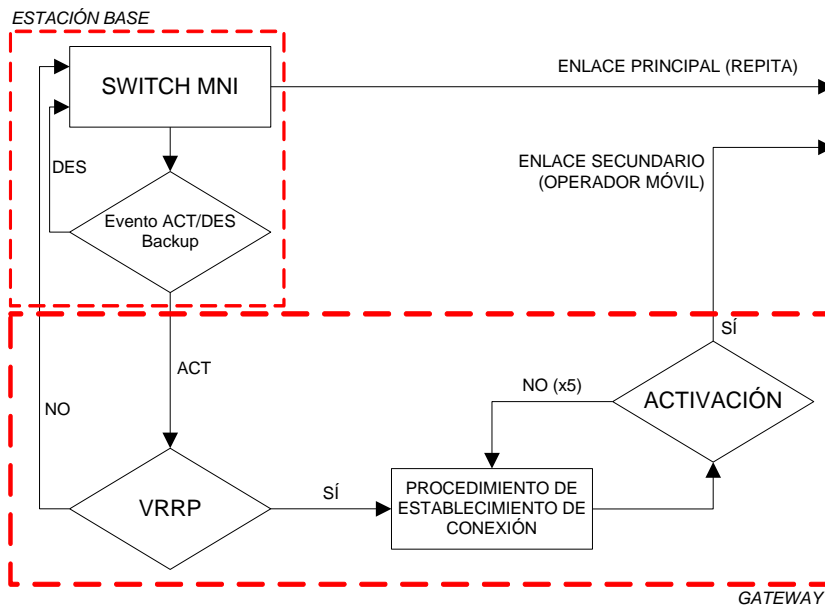 ESTACIÓN BASE
SWITCH MNI
ENLACE PRINCIPAL (REPITA)
DES
ENLACE SECUNDARIO
(OPERADOR MÓVIL)
Evento ACT/DES
Backup
SÍ
ACT
NO (x5)
ACTIVACIÓN
NO
VRRP
SÍ
PROCEDIMIENTO DE
ESTABLECIMIENTO DE
CONEXIÓN
GATEWAY